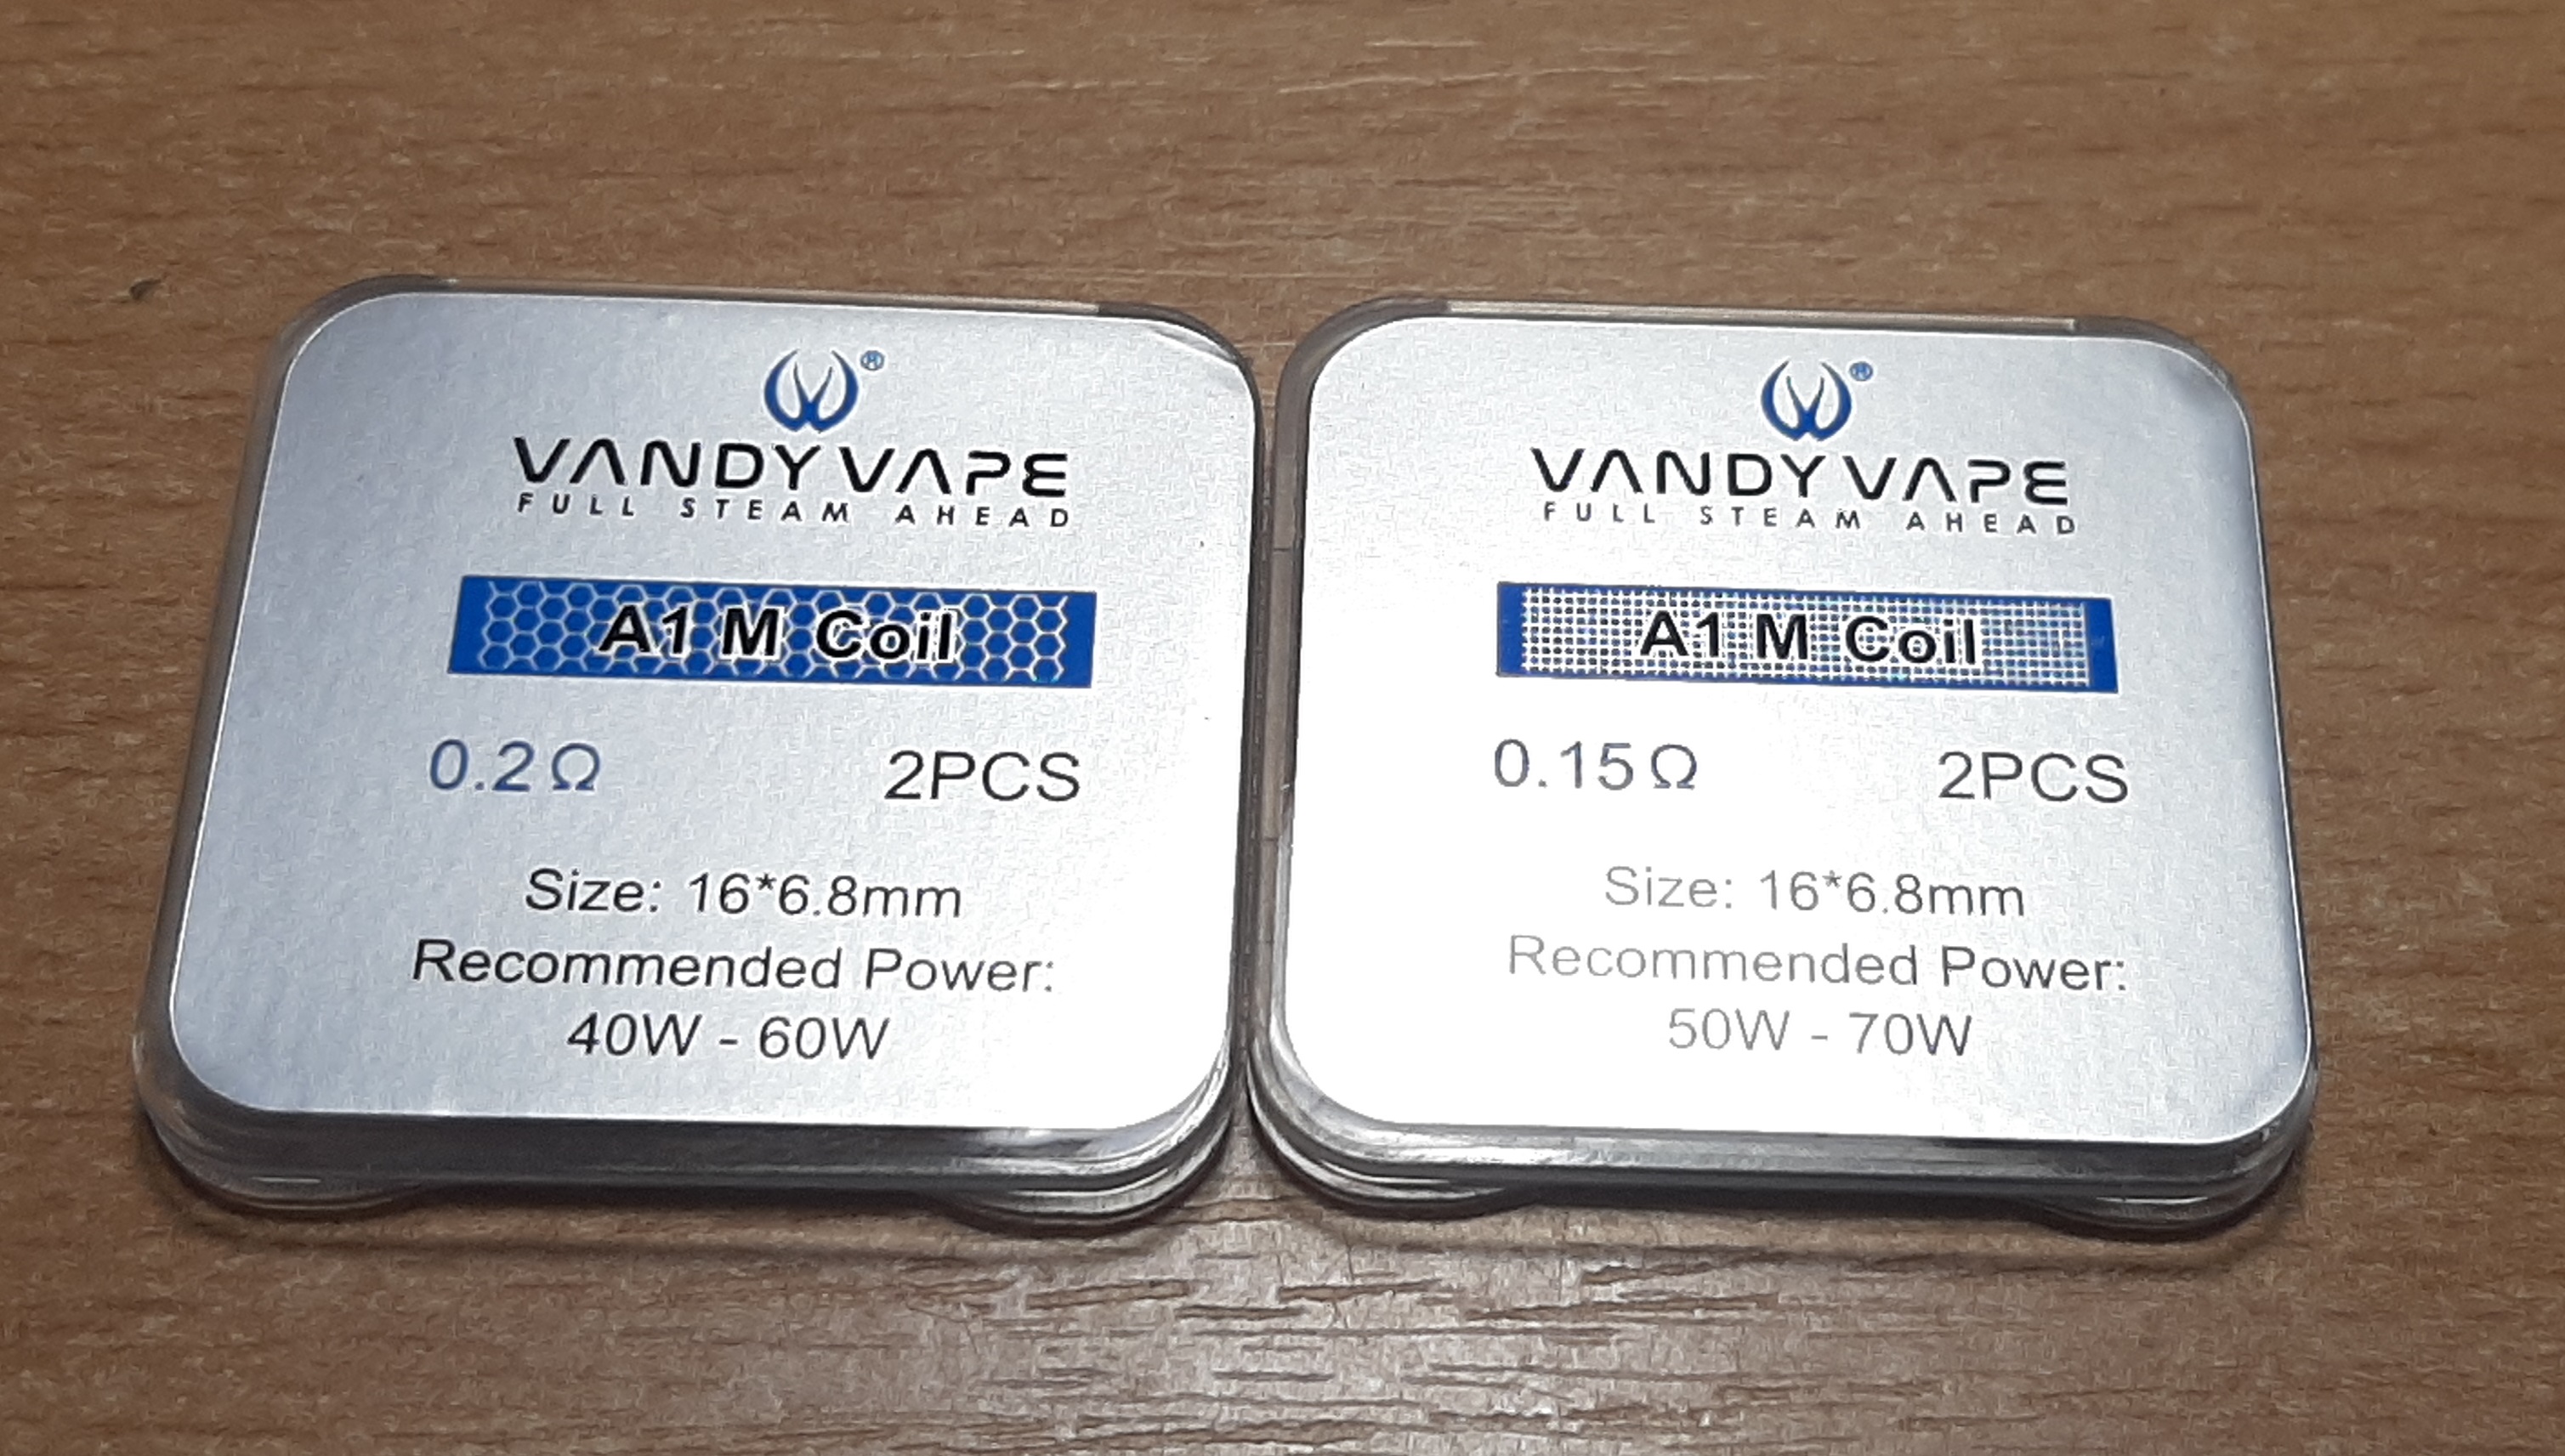 VANDY VAPE
FULL STEAM AHEAD
A1 M Coil
0.2Ω 2PCS
Size: 16*6.8mm
Recommended Power:
40W - 60W
VANDY VAPE
FULL STEAM AHEAD
A1 M Coil
0.15Ω 2PCS
Size: 16*6.8mm
Recommended Power:
50W - 70W